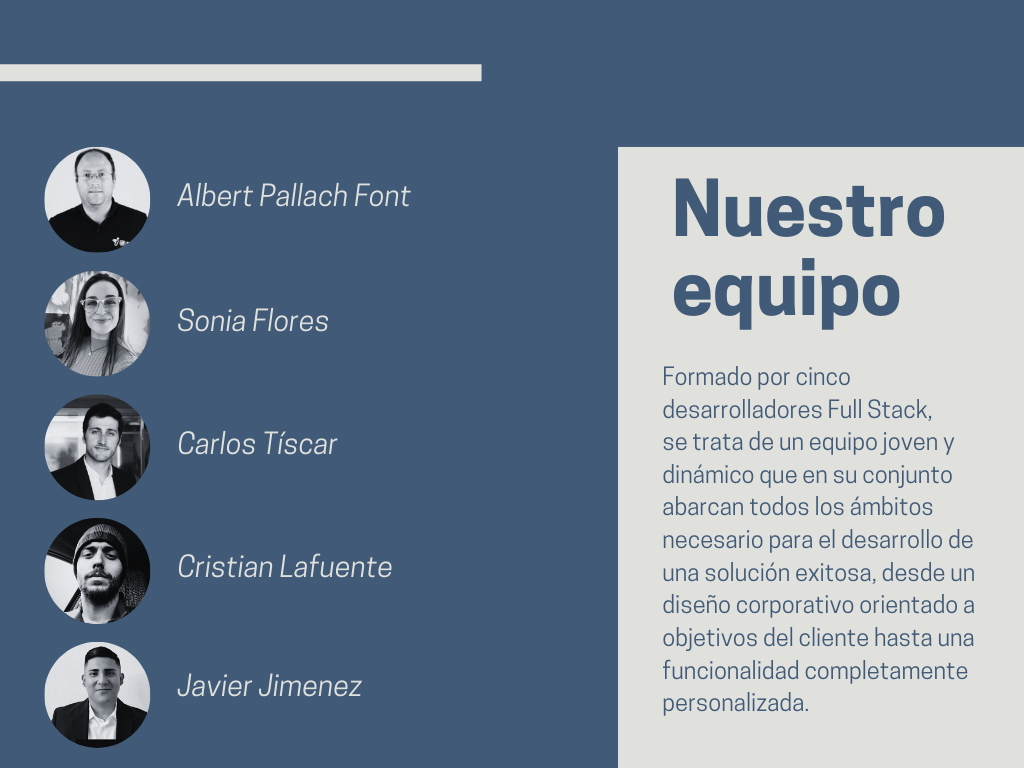 Albert Pallach Font
Sonia Flores
Carlos Tíscar
Cristian Lafuente
Javier Jimenez
Nuestro
equipo
Formado por cinco
desarrolladores Full Stack,
se trata de un equipo joven y
dinámico que en su conjunto
abarcan todos los ámbitos
necesario para el desarrollo de
una solución exitosa, desde un
diseño corporativo orientado a
objetivos del cliente hasta una
funcionalidad completamente
personalizada.